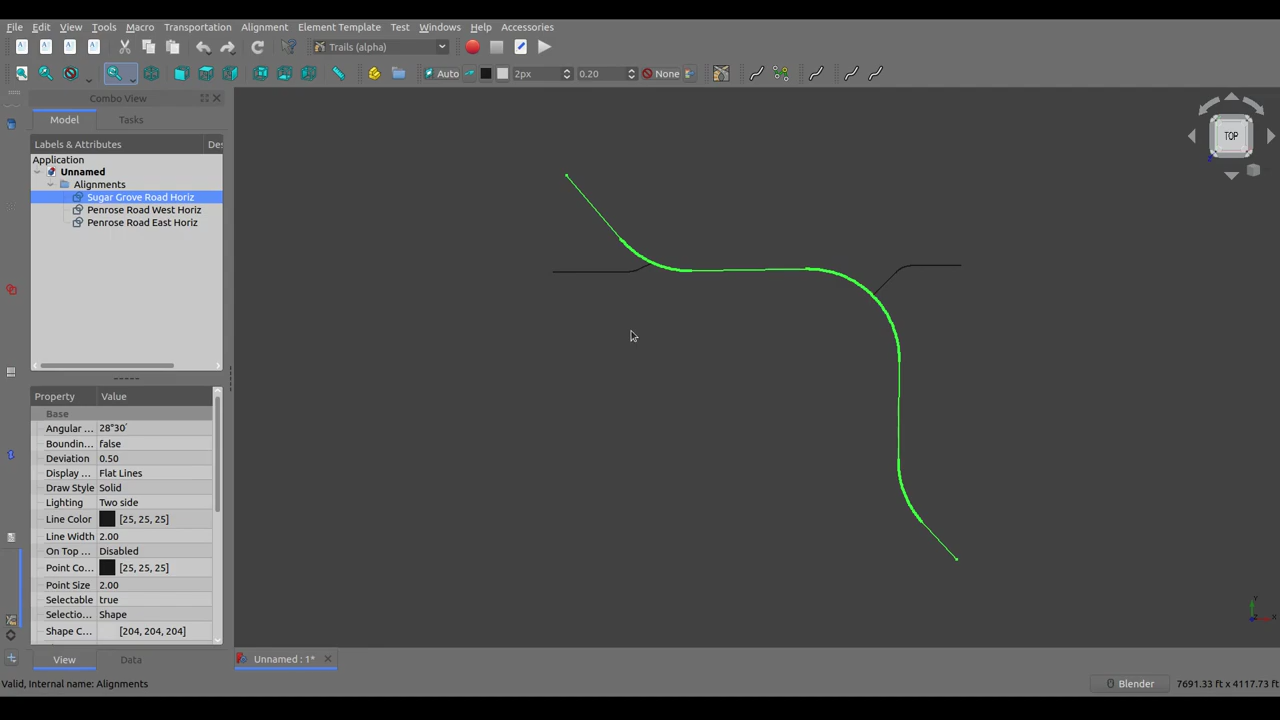 File Edit View Tools Macro Transportation Alignment Element Template Test Windows Help Accessories
Trails (alpha)
Auto 2px 0.20 None
Combo View
Model Tasks
Labels & Attributes Des
Application
Unnamed
Alignments
Sugar Grove Road Horiz
Penrose Road West Horiz
Penrose Road East Horiz
TOP
Property Value
Base
Angular ... 28°30′
Boundin... false
Deviation 0.50
Display ... Flat Lines
Draw Style Solid
Lighting Two side
Line Color [25, 25, 25]
Line Width 2.00
On Top ... Disabled
Point Co... [25, 25, 25]
Point Size 2.00
Selectable true
Selectio... Shape
Shape C... [204, 204, 204]
Y
Z X
View Data
Unnamed : 1*
Valid, Internal name: Alignments
Blender 7691.33 ft x 4117.73 ft